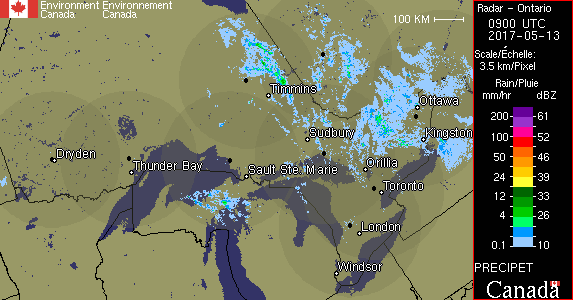 Environment Environnement
Canada Canada
100 KM
Timmins
Ottawa
Sudbury
Kingston
Dryden
Thunder Bay
Sault Ste. Marie
Orillia
Toronto
London
Windsor
Radar - Ontario
0900 UTC
2017-05-13
Scale/Échelle:
3.5 km/Pixel
Rain/Pluie
mm/hr dBZ
200 61
100 52
50 46
24 39
12 33
4 26
0.1 10
PRECIPET
Canada